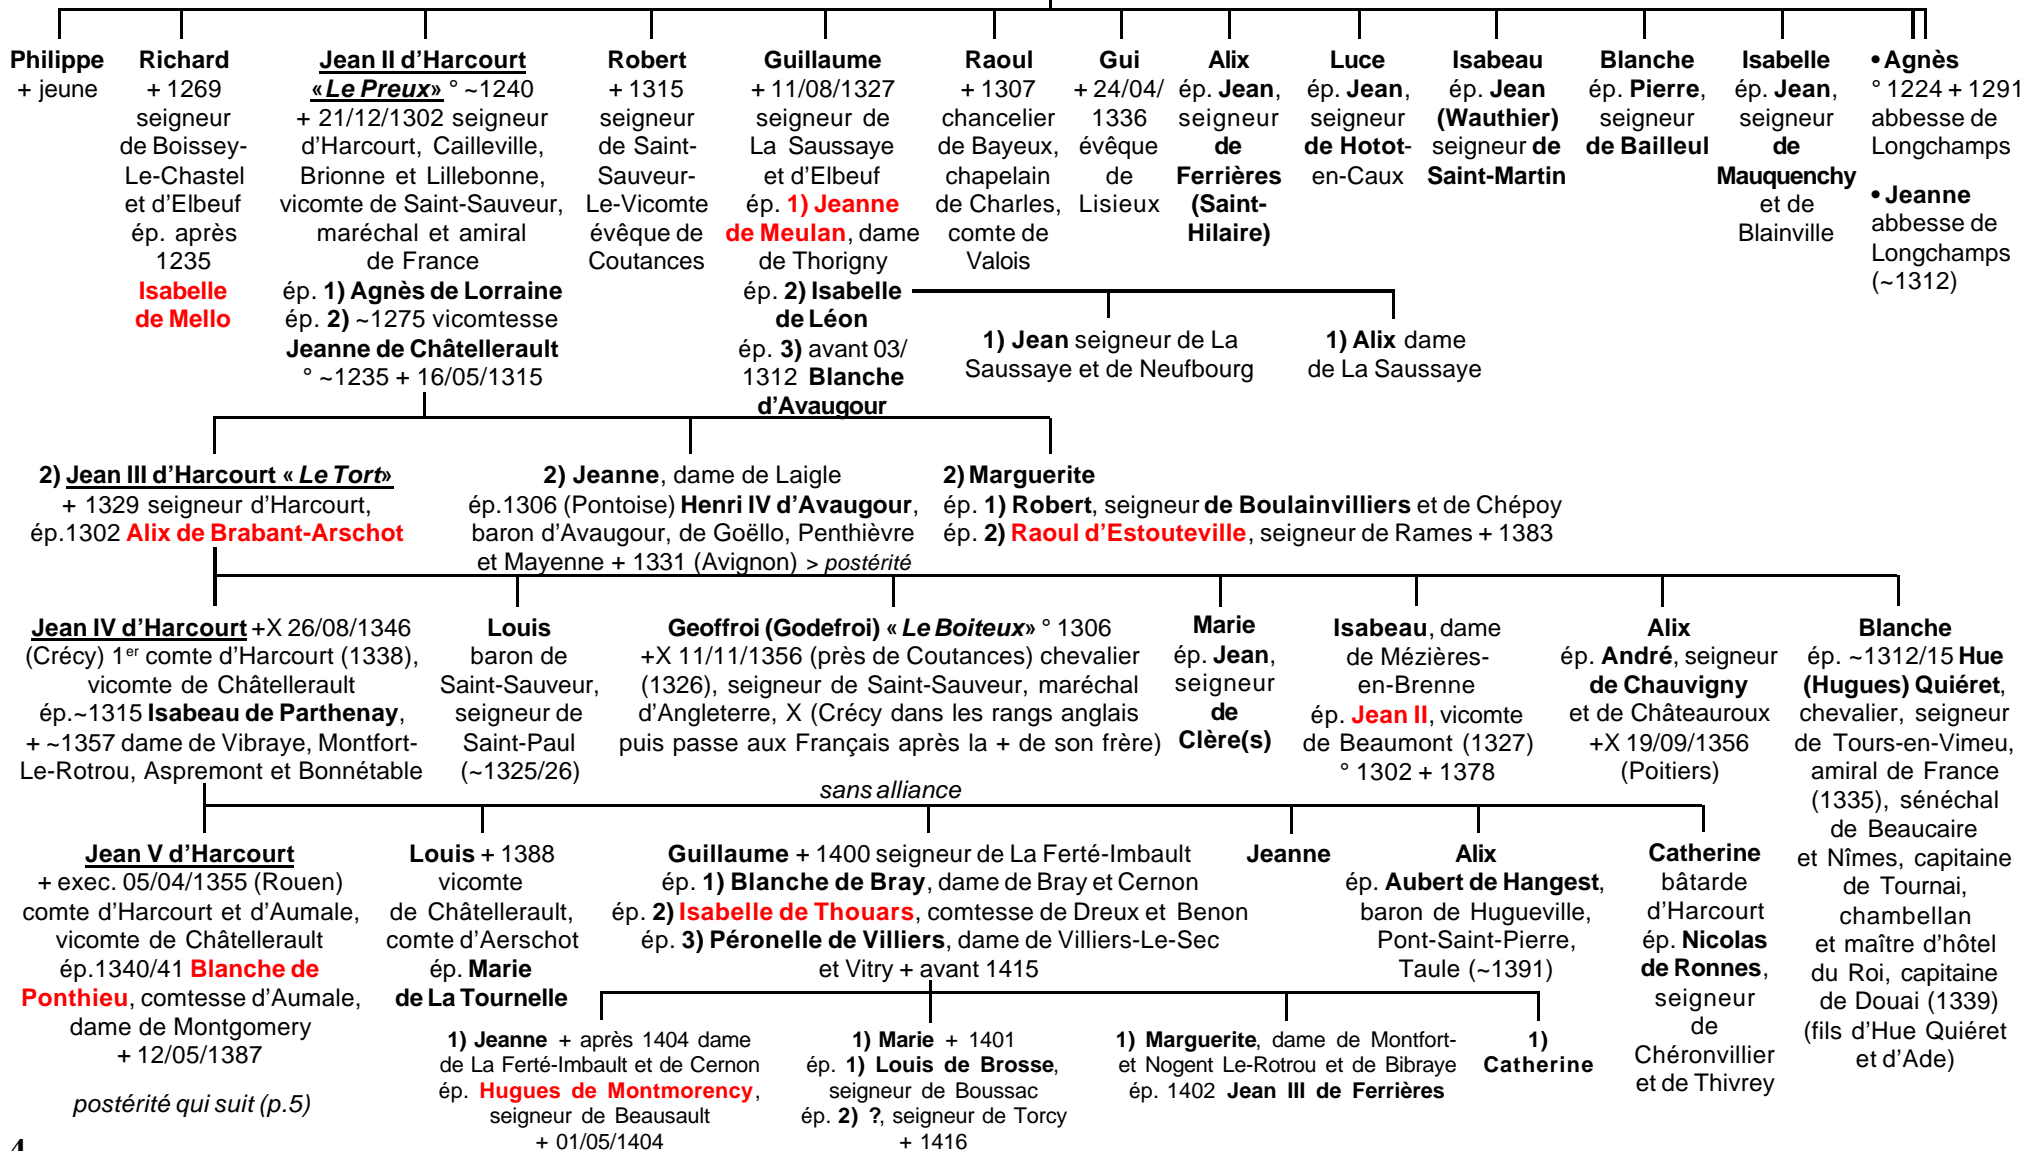 Philippe
+ jeune
Richard
+ 1269
seigneur
de Boissey-
Le-Chastel
et d'Elbeuf
ép. après
1235
Isabelle
de Mello
Jean II d'Harcourt
«Le Preux» ° ~1240
+ 21/12/1302 seigneur
d'Harcourt, Cailleville,
Brionne et Lillebonne,
vicomte de Saint-Sauveur,
maréchal et amiral
de France
ép. 1) Agnès de Lorraine
ép. 2) ~1275 vicomtesse
Jeanne de Châtellerault
° ~1235 + 16/05/1315
Robert
+ 1315
seigneur
de Saint-
Sauveur-
Le-Vicomte
évêque de
Coutances
Guillaume
+ 11/08/1327
seigneur de
La Saussaye
et d'Elbeuf
ép. 1) Jeanne
de Meulan, dame
de Thorigny
ép. 2) Isabelle
de Léon
ép. 3) avant 03/
1312 Blanche
d'Avaugour
Raoul
+ 1307
chancelier
de Bayeux,
chapelain
de Charles,
comte de
Valois
Gui
+ 24/04/
1336
évêque
de
Lisieux
Alix
ép. Jean,
seigneur
de
Ferrières
(Saint-
Hilaire)
Luce
ép. Jean,
seigneur
de Hotot-
en-Caux
Isabeau
ép. Jean
(Wauthier)
seigneur de
Saint-Martin
Blanche
ép. Pierre,
seigneur
de Bailleul
Isabelle
ép. Jean,
seigneur
de
Mauquenchy
et de
Blainville
• Agnès
° 1224 + 1291
abbesse de
Longchamps
• Jeanne
abbesse de
Longchamps
(~1312)
1) Jean seigneur de La
Saussaye et de Neufbourg
1) Alix dame
de La Saussaye
2) Jean III d'Harcourt « Le Tort»
+ 1329 seigneur d'Harcourt,
ép.1302 Alix de Brabant-Arschot
2) Jeanne, dame de Laigle
ép.1306 (Pontoise) Henri IV d'Avaugour,
baron d'Avaugour, de Goëllo, Penthièvre
et Mayenne + 1331 (Avignon) > postérité
2) Marguerite
ép. 1) Robert, seigneur de Boulainvilliers et de Chépoy
ép. 2) Raoul d'Estouteville, seigneur de Rames + 1383
Jean IV d'Harcourt +X 26/08/1346
(Crécy) 1er comte d'Harcourt (1338),
vicomte de Châtellerault
ép.~1315 Isabeau de Parthenay,
+ ~1357 dame de Vibraye, Montfort-
Le-Rotrou, Aspremont et Bonnétable
Louis
baron de
Saint-Sauveur,
seigneur de
Saint-Paul
(~1325/26)
Geoffroi (Godefroi) « Le Boiteux» ° 1306
+X 11/11/1356 (près de Coutances) chevalier
(1326), seigneur de Saint-Sauveur, maréchal
d'Angleterre, X (Crécy dans les rangs anglais
puis passe aux Français après la + de son frère)
sans alliance
Marie
ép. Jean,
seigneur
de
Clère(s)
Isabeau, dame
de Mézières-
en-Brenne
ép. Jean II, vicomte
de Beaumont (1327)
° 1302 + 1378
Alix
ép. André, seigneur
de Chauvigny
et de Châteauroux
+X 19/09/1356
(Poitiers)
Blanche
ép. ~1312/15 Hue
(Hugues) Quiéret,
chevalier, seigneur
de Tours-en-Vimeu,
amiral de France
(1335), sénéchal
de Beaucaire
et Nîmes, capitaine
de Tournai,
chambellan
et maître d'hôtel
du Roi, capitaine
de Douai (1339)
(fils d'Hue Quiéret
et d'Ade)
Jean V d'Harcourt
+ exec. 05/04/1355 (Rouen)
comte d'Harcourt et d'Aumale,
vicomte de Châtellerault
ép.1340/41 Blanche de
Ponthieu, comtesse d'Aumale,
dame de Montgomery
+ 12/05/1387
postérité qui suit (p.5)
Louis + 1388
vicomte
de Châtellerault,
comte d'Aerschot
ép. Marie
de La Tournelle
Guillaume + 1400 seigneur de La Ferté-Imbault
ép. 1) Blanche de Bray, dame de Bray et Cernon
ép. 2) Isabelle de Thouars, comtesse de Dreux et Benon
ép. 3) Péronelle de Villiers, dame de Villiers-Le-Sec
et Vitry + avant 1415
Jeanne
Alix
ép. Aubert de Hangest,
baron de Hugueville,
Pont-Saint-Pierre,
Taule (~1391)
Catherine
bâtarde
d'Harcourt
ép. Nicolas
de Ronnes,
seigneur
de
Chéronvillier
et de Thivrey
1) Jeanne + après 1404 dame
de La Ferté-Imbault et de Cernon
ép. Hugues de Montmorency,
seigneur de Beausault
+ 01/05/1404
1) Marie + 1401
ép. 1) Louis de Brosse,
seigneur de Boussac
ép. 2) ?, seigneur de Torcy
+ 1416
1) Marguerite, dame de Montfort-
et Nogent Le-Rotrou et de Bibraye
ép. 1402 Jean III de Ferrières
1)
Catherine
4